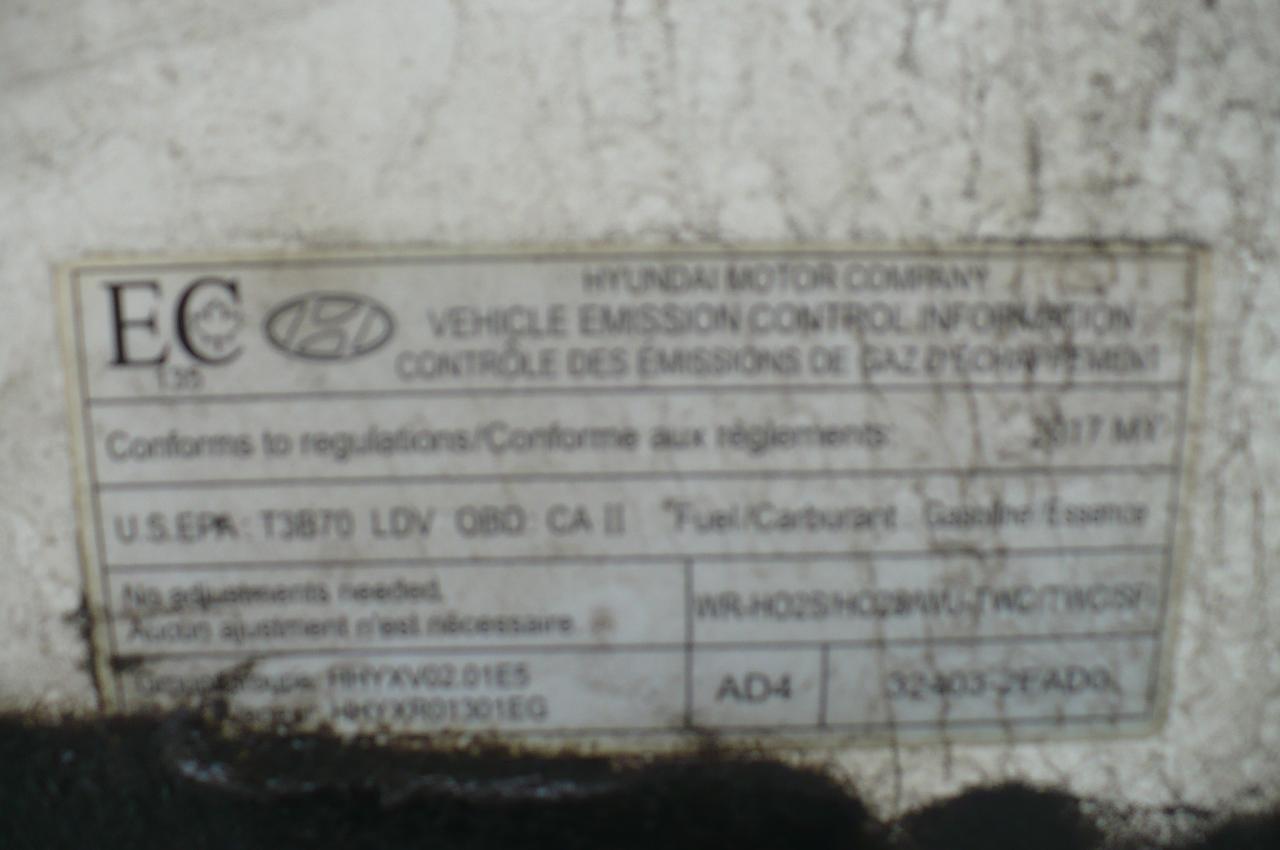 EC
135
HYUNDAI MOTOR COMPANY
VEHICLE EMISSION CONTROL INFORMATION
CONTRÔLE DES ÉMISSIONS DE GAZ D'ÉCHAPPEMENT
Conforms to regulations/Conforme aux règlements: 2017 MY
U.S.EPA: T3B70 LDV OBD: CA II Fuel/Carburant: Gasoline/Essence
No adjustments needed.
Aucun ajustment n'est nécessaire.
WR-HO2S/HO2S/WU-TWC/TWC/SFI
HHYXV02.01E5
HHYXR01301EG
AD4
32403-2EAD0